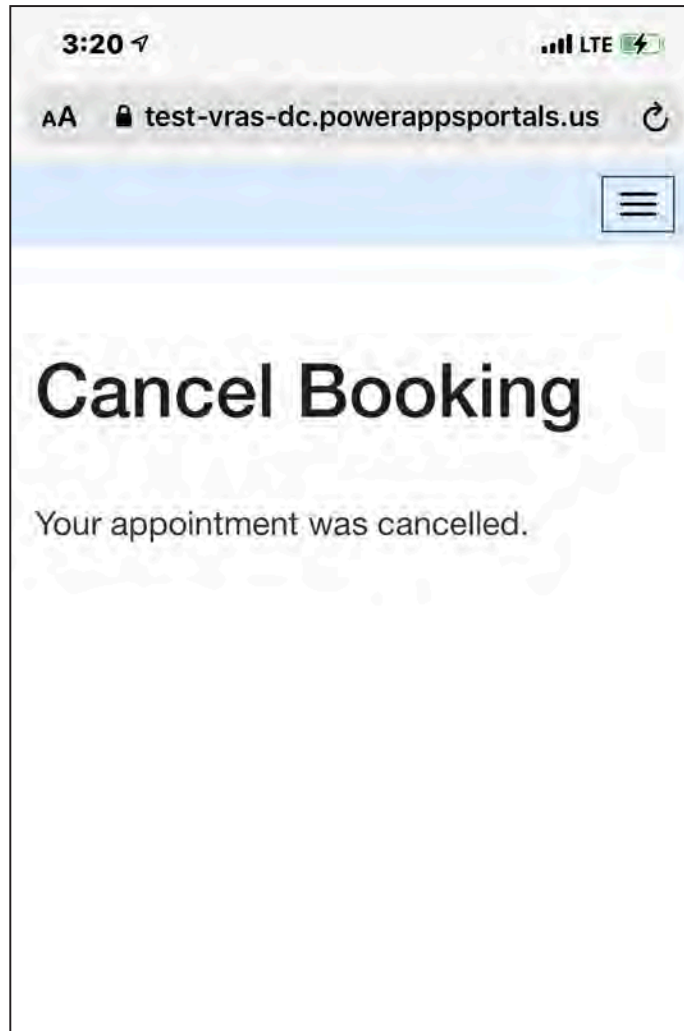 3:20 LTE
AA test-vras-dc.powerappsportals.us
Cancel Booking
Your appointment was cancelled.